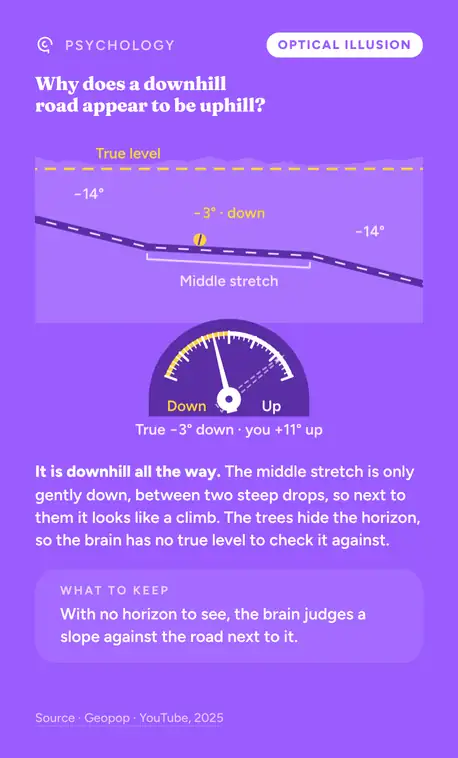 PSYCHOLOGY
OPTICAL ILLUSION
Why does a downhill
road appear to be uphill?
True level
−14°
−3° · down
−14°
Middle stretch
Down
Up
True −3° down · you +11° up
It is downhill all the way. The middle stretch is only
gently down, between two steep drops, so next to
them it looks like a climb. The trees hide the horizon,
so the brain has no true level to check it against.
WHAT TO KEEP
With no horizon to see, the brain judges a
slope against the road next to it.
Source · Geopop · YouTube, 2025